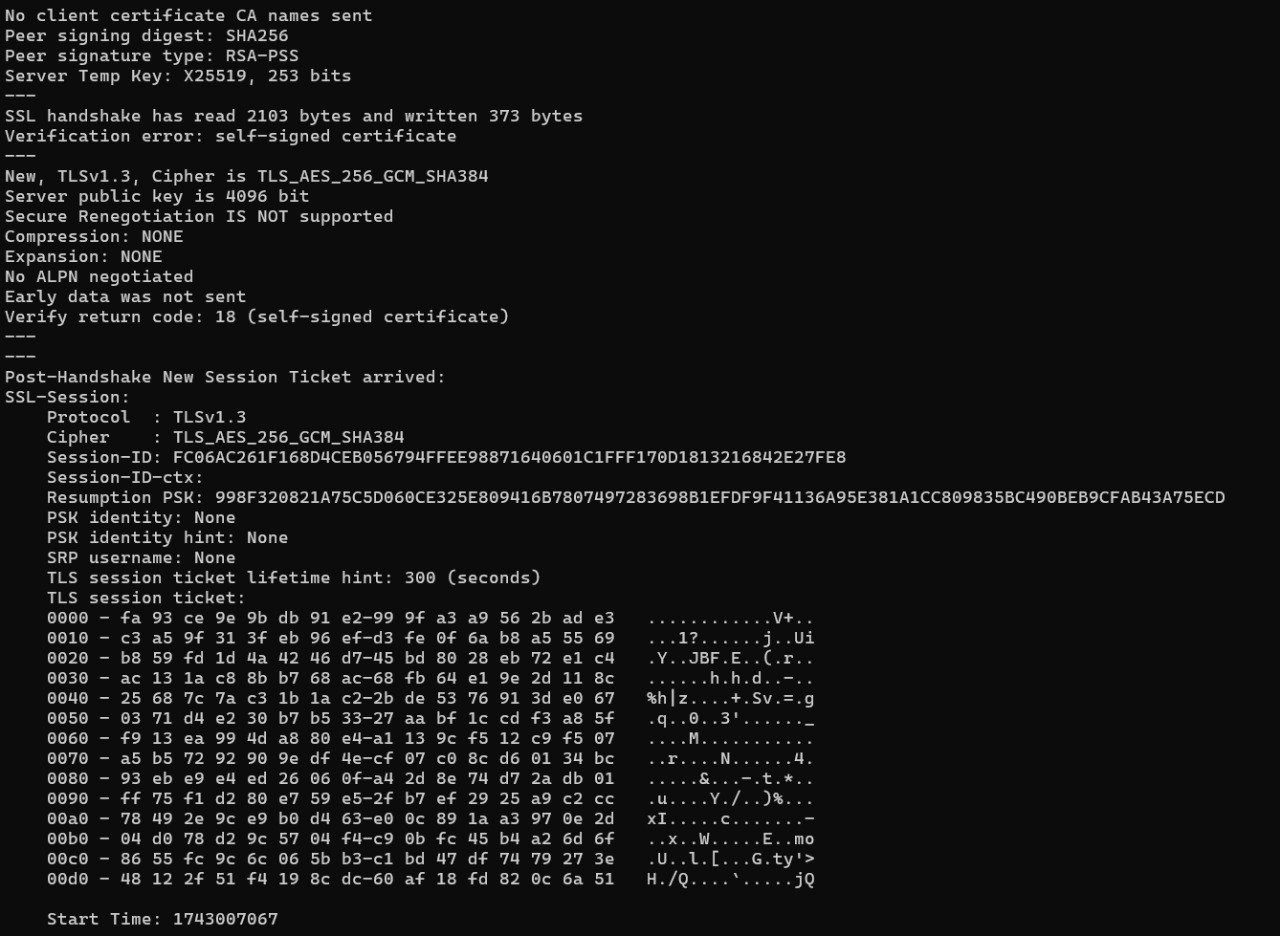 No client certificate CA names sent
Peer signing digest: SHA256
Peer signature type: RSA-PSS
Server Temp Key: X25519, 253 bits
---
SSL handshake has read 2103 bytes and written 373 bytes
Verification error: self-signed certificate
---
New, TLSv1.3, Cipher is TLS_AES_256_GCM_SHA384
Server public key is 4096 bit
Secure Renegotiation IS NOT supported
Compression: NONE
Expansion: NONE
No ALPN negotiated
Early data was not sent
Verify return code: 18 (self-signed certificate)
---
---
Post-Handshake New Session Ticket arrived:
SSL-Session:
    Protocol  : TLSv1.3
    Cipher    : TLS_AES_256_GCM_SHA384
    Session-ID: FC06AC261F168D4CEB056794FFEE98871640601C1FFF170D1813216842E27FE8
    Session-ID-ctx:
    Resumption PSK: 998F320821A75C5D060CE325E809416B7807497283698B1EFDF9F41136A95E381A1CC809835BC490BEB9CFAB43A75ECD
    PSK identity: None
    PSK identity hint: None
    SRP username: None
    TLS session ticket lifetime hint: 300 (seconds)
    TLS session ticket:
    0000 - fa 93 ce 9e 9b db 91 e2-99 9f a3 a9 56 2b ad e3   ............V+..
    0010 - c3 a5 9f 31 3f eb 96 ef-d3 fe 0f 6a b8 a5 55 69   ...1?......j..Ui
    0020 - b8 59 fd 1d 4a 42 46 d7-45 bd 80 28 eb 72 e1 c4   .Y..JBF.E..(.r..
    0030 - ac 13 1a c8 8b b7 68 ac-68 fb 64 e1 9e 2d 11 8c   ......h.h.d..-..
    0040 - 25 68 7c 7a c3 1b 1a c2-2b de 53 76 91 3d e0 67   %h|z....+.Sv.=.g
    0050 - 03 71 d4 e2 30 b7 b5 33-27 aa bf 1c cd f3 a8 5f   .q..0..3'......_
    0060 - f9 13 ea 99 4d a8 80 e4-a1 13 9c f5 12 c9 f5 07   ....M...........
    0070 - a5 b5 72 92 90 9e df 4e-cf 07 c0 8c d6 01 34 bc   ..r....N......4.
    0080 - 93 eb e9 e4 ed 26 06 0f-a4 2d 8e 74 d7 2a db 01   .....&...-.t.*..
    0090 - ff 75 f1 d2 80 e7 59 e5-2f b7 ef 29 25 a9 c2 cc   .u....Y./..)%...
    00a0 - 78 49 2e 9c e9 b0 d4 63-e0 0c 89 1a a3 97 0e 2d   xI.....c.......-
    00b0 - 04 d0 78 d2 9c 57 04 f4-c9 0b fc 45 b4 a2 6d 6f   ..x..W.....E..mo
    00c0 - 86 55 fc 9c 6c 06 5b b3-c1 bd 47 df 74 79 27 3e   .U..l.[...G.ty'>
    00d0 - 48 12 2f 51 f4 19 8c dc-60 af 18 fd 82 0c 6a 51   H./Q....`.....jQ
    Start Time: 1743007067